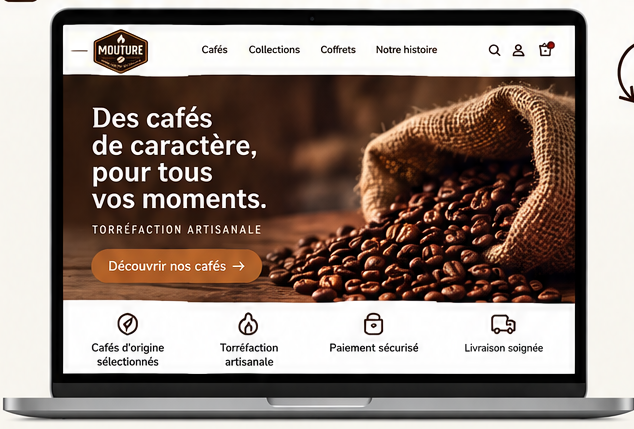 MOUTURE
Cafés
Collections
Coffrets
Notre histoire
Des cafés
de caractère,
pour tous
vos moments.
TORRÉFACTION ARTISANALE
Découvrir nos cafés →
Cafés d'origine
sélectionnés
Torréfaction
artisanale
Paiement sécurisé
Livraison soignée